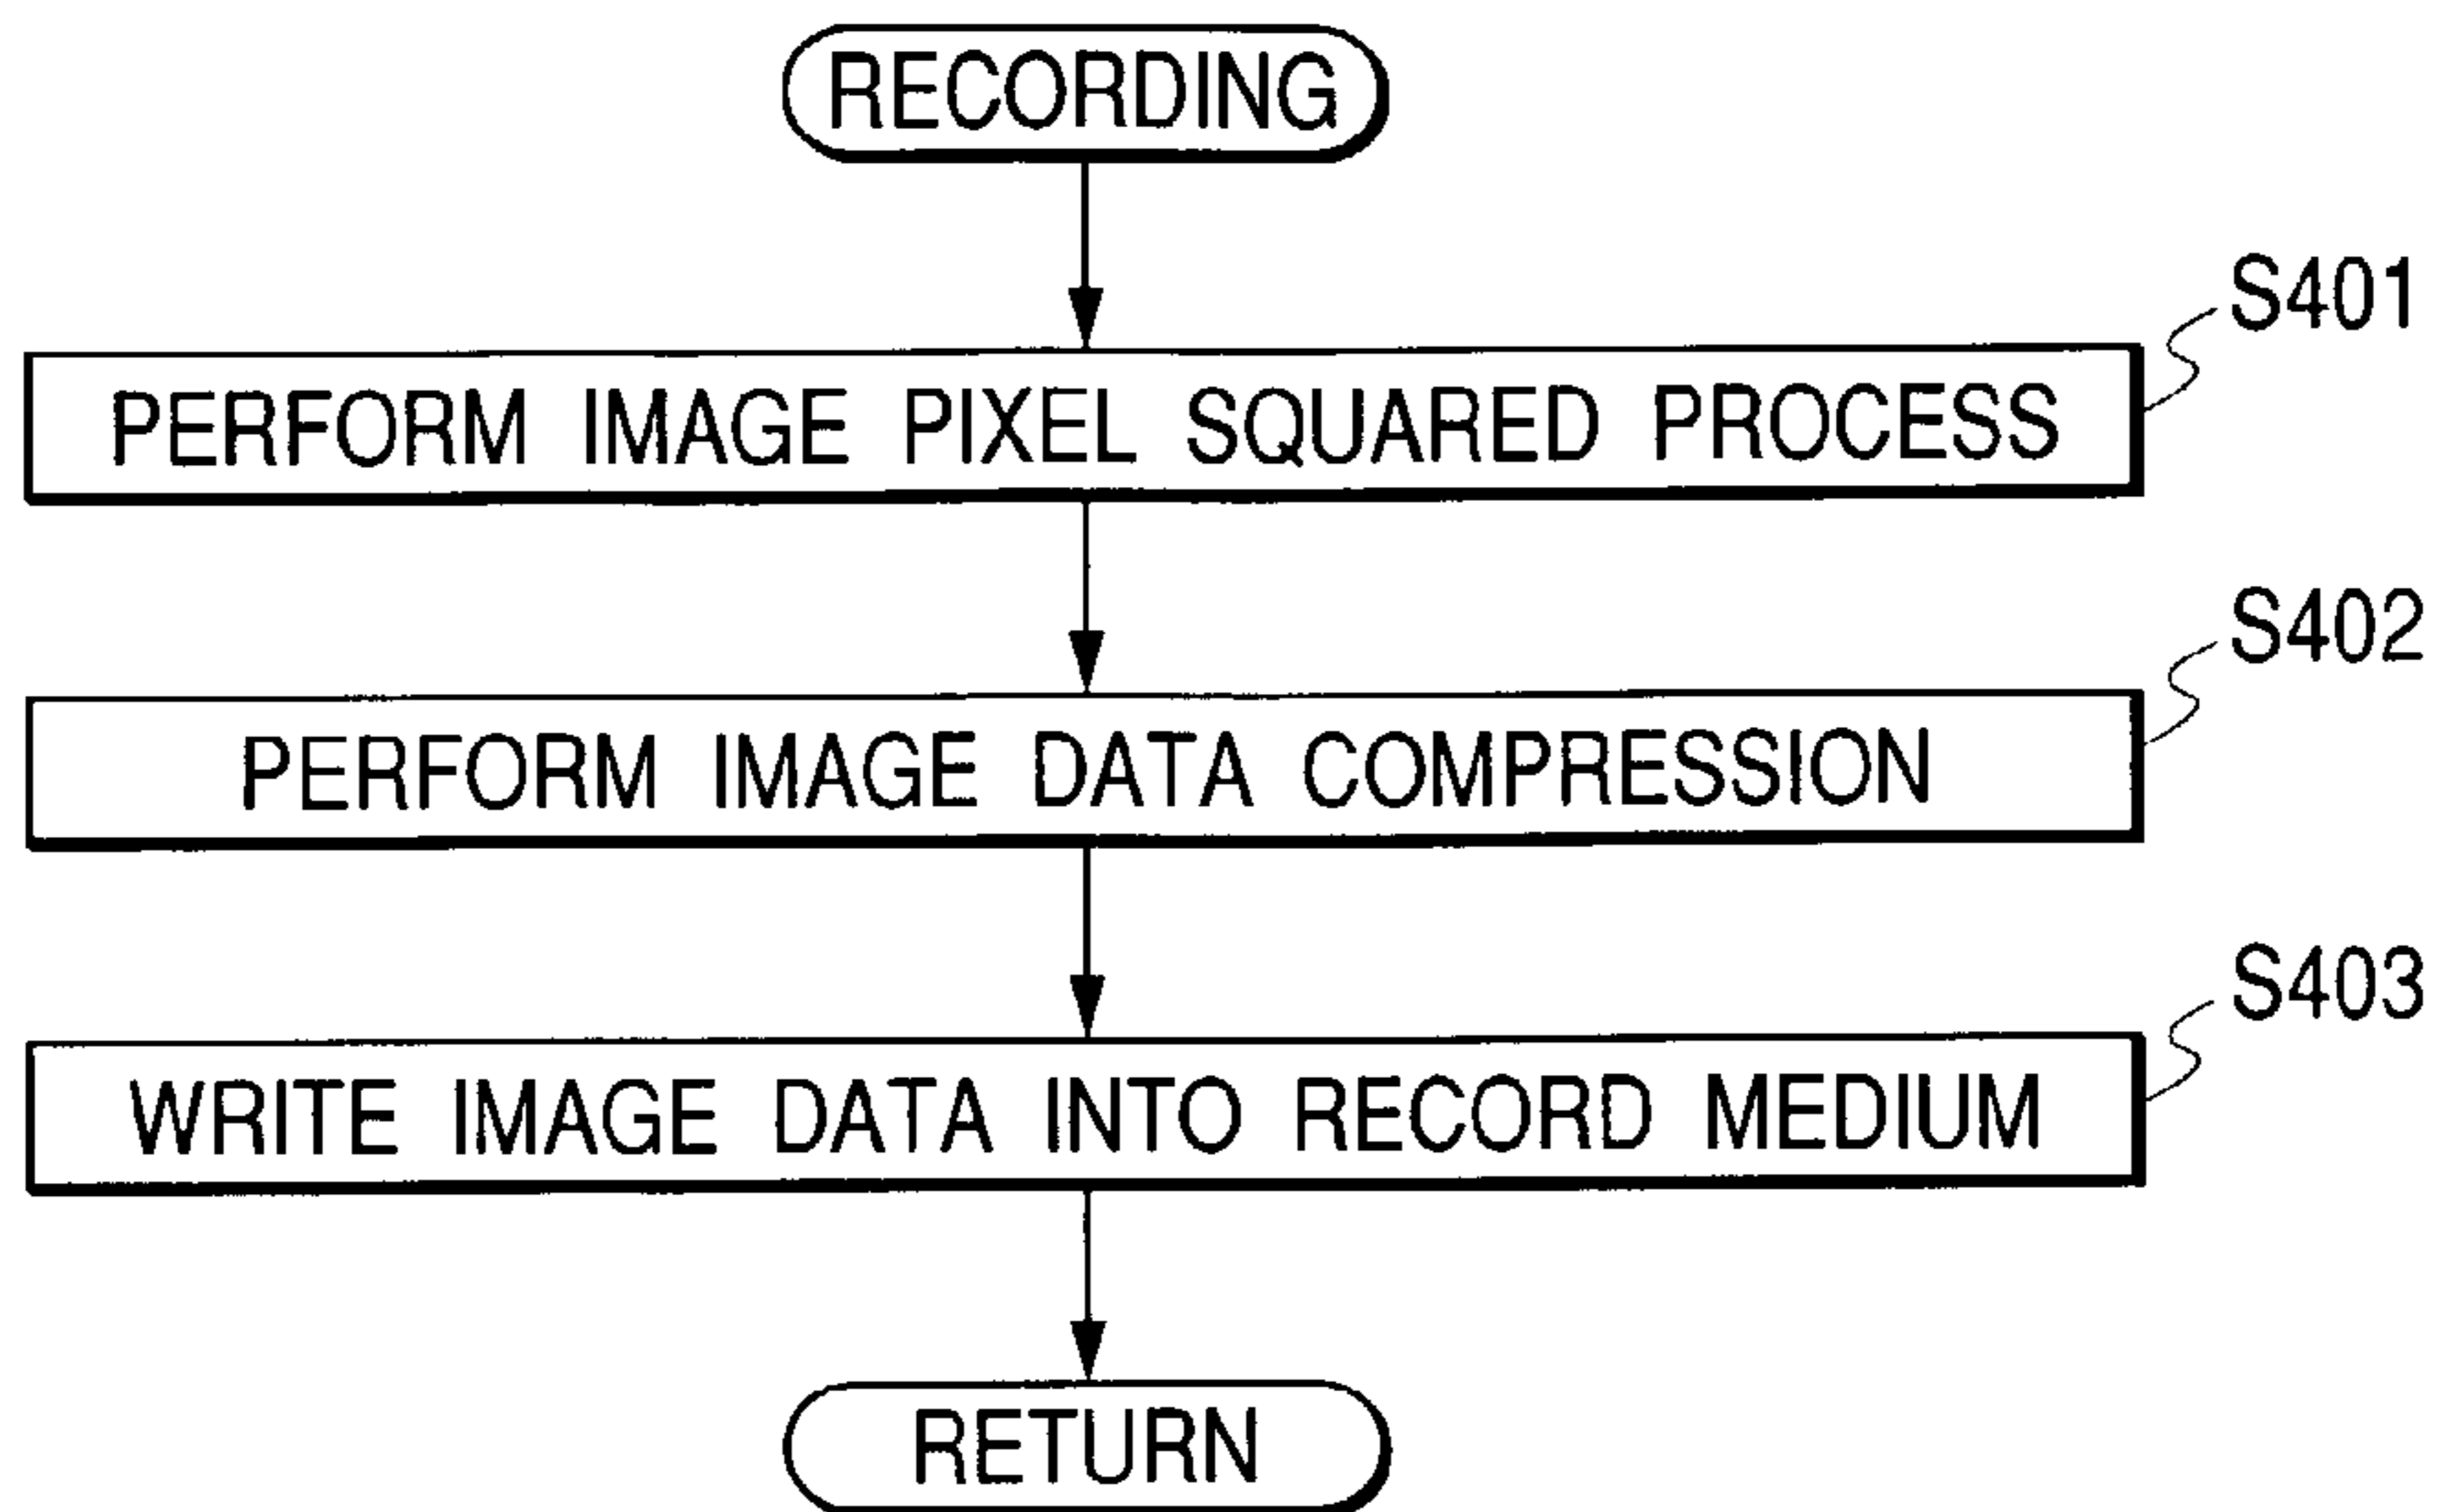 RECORDING
S401
PERFORM IMAGE PIXEL SQUARED PROCESS
S402
PERFORM IMAGE DATA COMPRESSION
S403
WRITE IMAGE DATA INTO RECORD MEDIUM
RETURN